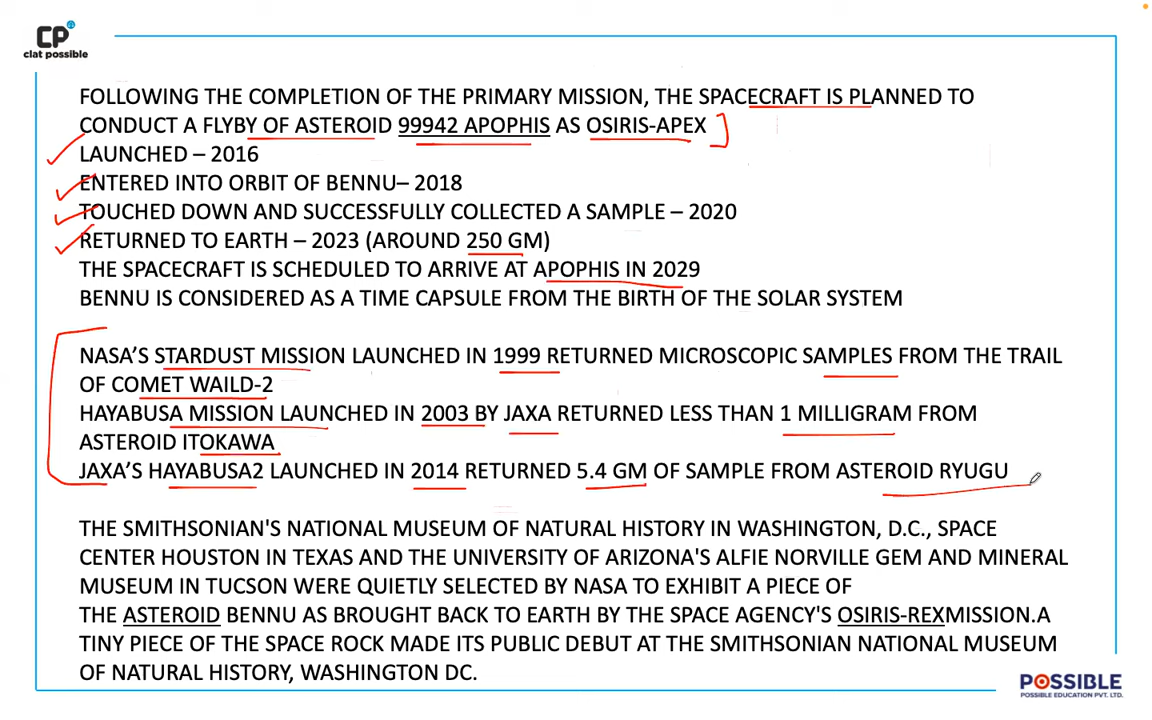 CP
clat possible
FOLLOWING THE COMPLETION OF THE PRIMARY MISSION, THE SPACECRAFT IS PLANNED TO
CONDUCT A FLYBY OF ASTEROID 99942 APOPHIS AS OSIRIS-APEX
LAUNCHED – 2016
ENTERED INTO ORBIT OF BENNU– 2018
TOUCHED DOWN AND SUCCESSFULLY COLLECTED A SAMPLE – 2020
RETURNED TO EARTH – 2023 (AROUND 250 GM)
THE SPACECRAFT IS SCHEDULED TO ARRIVE AT APOPHIS IN 2029
BENNU IS CONSIDERED AS A TIME CAPSULE FROM THE BIRTH OF THE SOLAR SYSTEM
NASA'S STARDUST MISSION LAUNCHED IN 1999 RETURNED MICROSCOPIC SAMPLES FROM THE TRAIL
OF COMET WAILD-2
HAYABUSA MISSION LAUNCHED IN 2003 BY JAXA RETURNED LESS THAN 1 MILLIGRAM FROM
ASTEROID ITOKAWA
JAXA'S HAYABUSA2 LAUNCHED IN 2014 RETURNED 5.4 GM OF SAMPLE FROM ASTEROID RYUGU
THE SMITHSONIAN'S NATIONAL MUSEUM OF NATURAL HISTORY IN WASHINGTON, D.C., SPACE
CENTER HOUSTON IN TEXAS AND THE UNIVERSITY OF ARIZONA'S ALFIE NORVILLE GEM AND MINERAL
MUSEUM IN TUCSON WERE QUIETLY SELECTED BY NASA TO EXHIBIT A PIECE OF
THE ASTEROID BENNU AS BROUGHT BACK TO EARTH BY THE SPACE AGENCY'S OSIRIS-REXMISSION.A
TINY PIECE OF THE SPACE ROCK MADE ITS PUBLIC DEBUT AT THE SMITHSONIAN NATIONAL MUSEUM
OF NATURAL HISTORY, WASHINGTON DC.
POSSIBLE
POSSIBLE EDUCATION PVT. LTD.